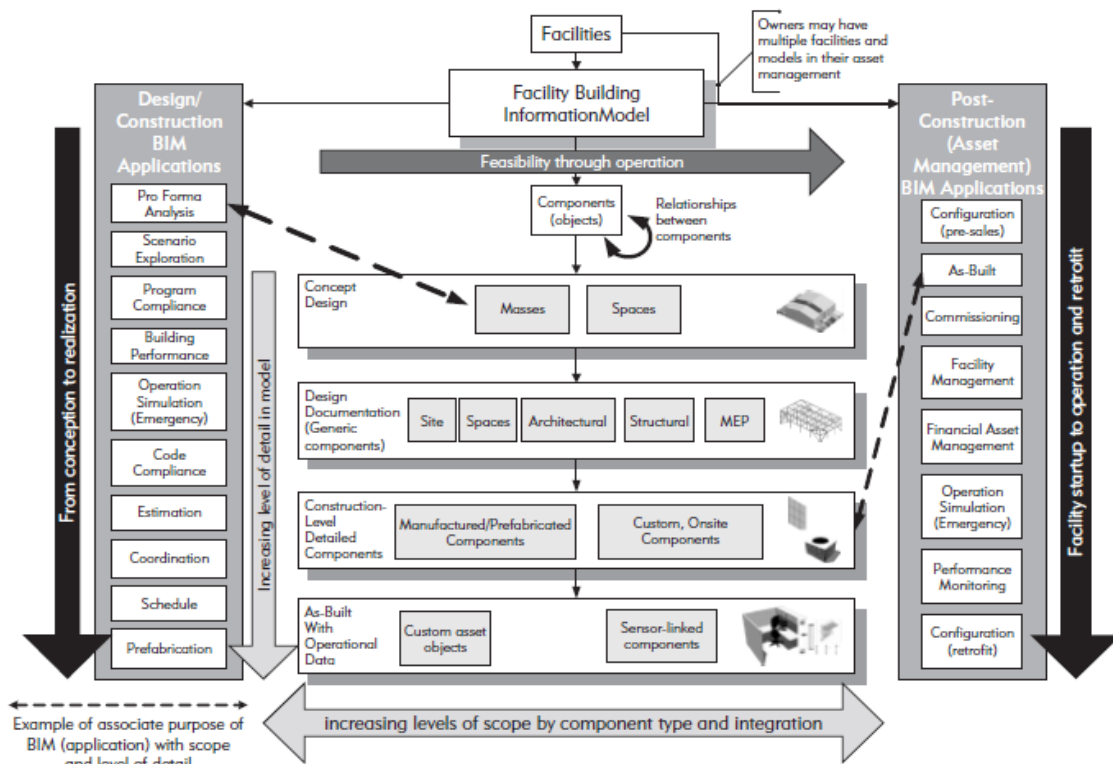 Facilities
Owners may have
multiple facilities and
models in their asset
management
Facility Building
InformationModel
Feasibility through operation
Components
(objects)
Relationships
between
components
From conception to realization
Design/
Construction
BIM
Applications
Pro Forma
Analysis
Scenario
Exploration
Program
Compliance
Building
Performance
Operation
Simulation
(Emergency)
Code
Compliance
Estimation
Coordination
Schedule
Prefabrication
Increasing level of detail in model
Concept
Design
Masses
Spaces
Design
Documentation
(Generic
components)
Site
Spaces
Architectural
Structural
MEP
Construction-
Level
Detailed
Components
Manufactured/Prefabricated
Components
Custom, Onsite
Components
As-Built
With
Operational
Data
Custom asset
objects
Sensor-linked
components
Post-
Construction
(Asset
Management)
BIM Applications
Configuration
(pre-sales)
As-Built
Commissioning
Facility
Management
Financial Asset
Management
Operation
Simulation
(Emergency)
Performance
Monitoring
Configuration
(retrofit)
Facility startup to operation and retrofit
Example of associate purpose of
BIM (application) with scope
and level of detail
increasing levels of scope by component type and integration